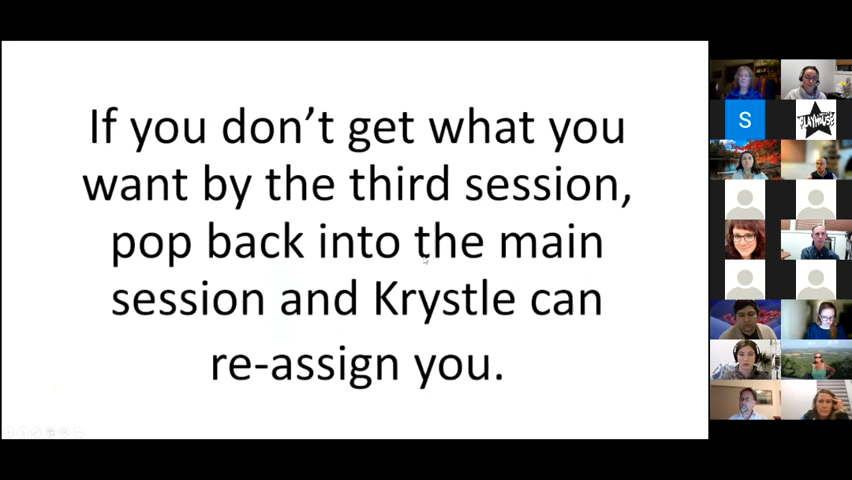 If you don't get what you
want by the third session,
pop back into the main
session and Krystle can
re-assign you.
S
PLAYHOUSE